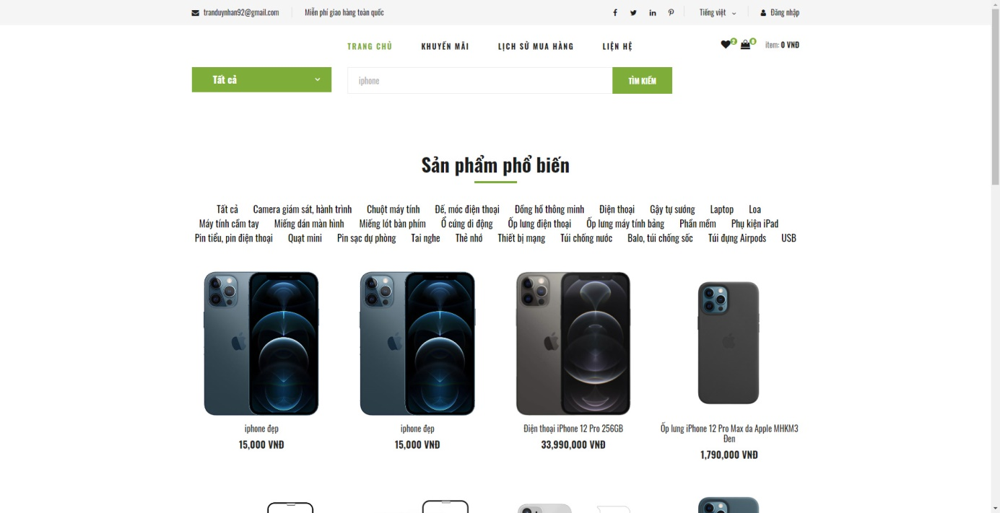 tranduynhan92@gmail.com Miễn phí giao hàng toàn quốc Tiếng việt Đăng nhập
TRANG CHỦ KHUYẾN MÃI LỊCH SỬ MUA HÀNG LIÊN HỆ 2 0 item: 0 VNĐ
Tất cả iphone TÌM KIẾM
Sản phẩm phổ biến
Tất cả Camera giám sát, hành trình Chuột máy tính Đế, móc điện thoại Đồng hồ thông minh Điện thoại Gậy tự sướng Laptop Loa
Máy tính cầm tay Miếng dán màn hình Miếng lót bàn phím Ổ cứng di động Ốp lưng điện thoại Ốp lưng máy tính bảng Phần mềm Phụ kiện iPad
Pin tiểu, pin điện thoại Quạt mini Pin sạc dự phòng Tai nghe Thẻ nhớ Thiết bị mạng Túi chống nước Balo, túi chống sốc Túi đựng Airpods USB
iphone đẹp
15,000 VNĐ
iphone đẹp
15,000 VNĐ
Điện thoại iPhone 12 Pro 256GB
33,990,000 VNĐ
Ốp lưng iPhone 12 Pro Max da Apple MHKM3
Đen
1,790,000 VNĐ